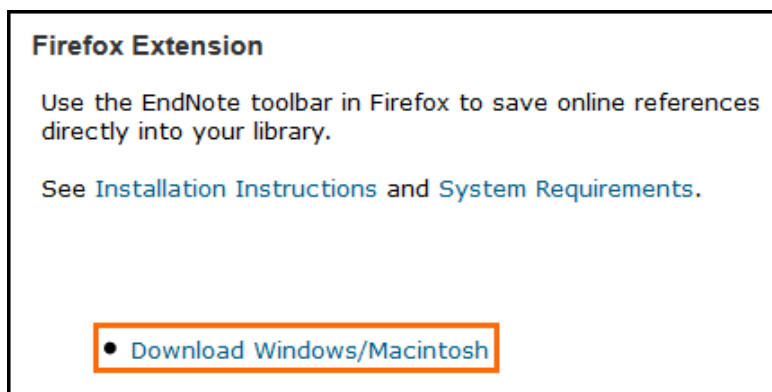 Firefox Extension
Use the EndNote toolbar in Firefox to save online references
directly into your library.
See Installation Instructions and System Requirements.
• Download Windows/Macintosh